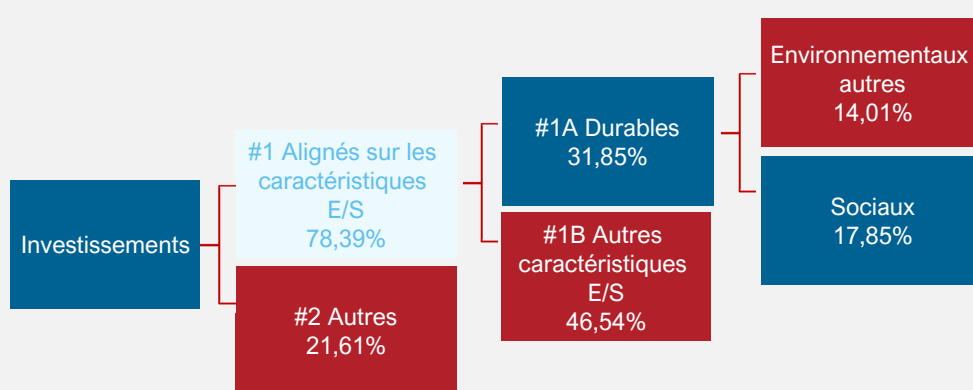 Investissements
#1 Alignés sur les
caractéristiques
E/S
78,39%
#2 Autres
21,61%
#1A Durables
31,85%
#1B Autres
caractéristiques
E/S
46,54%
Environnementaux
autres
14,01%
Sociaux
17,85%